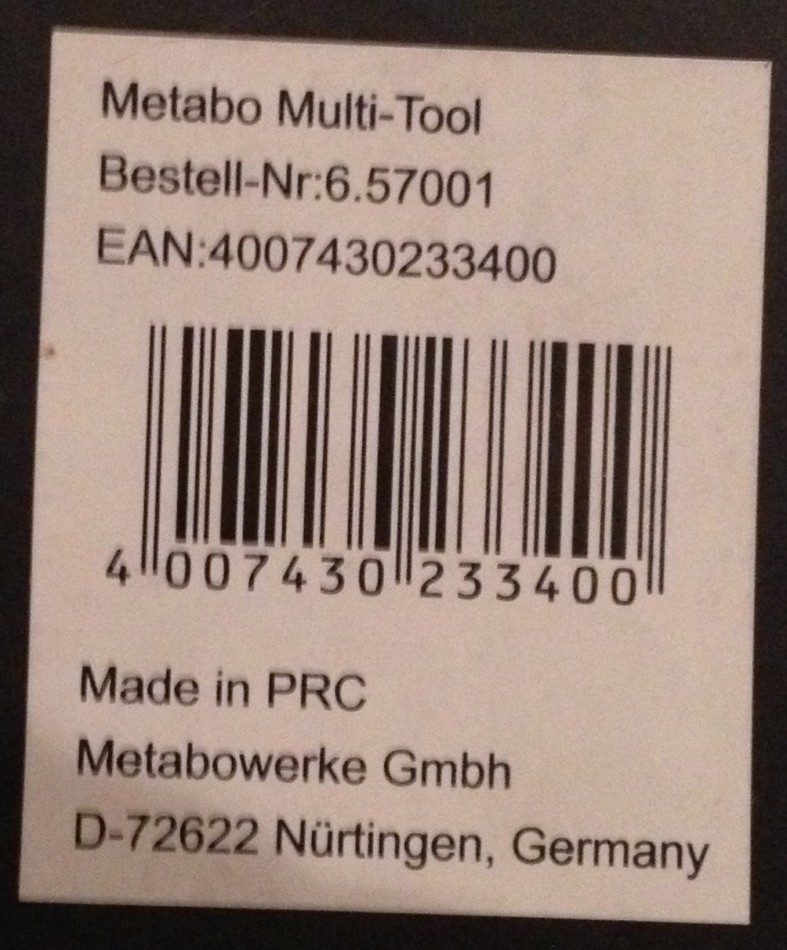 Metabo Multi-Tool
Bestell-Nr:6.57001
EAN:4007430233400
4 007430 233400
Made in PRC
Metabowerke Gmbh
D-72622 Nürtingen, Germany